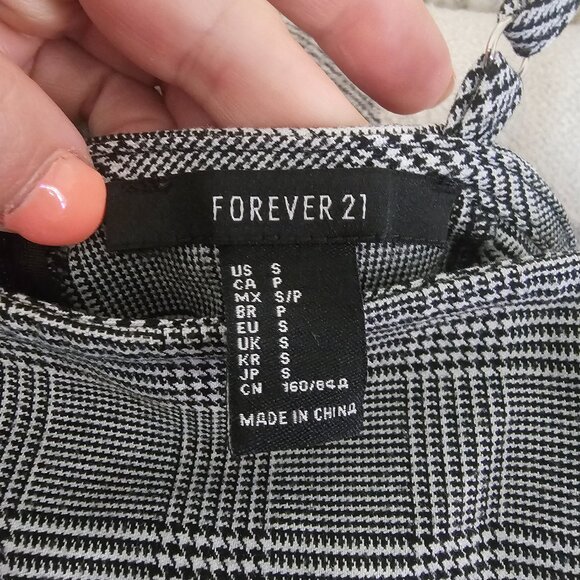 FOREVER 21
US S
CA P
MX S/P
BR P
EU S
UK S
KR S
JP S
CN 160/84A
MADE IN CHINA